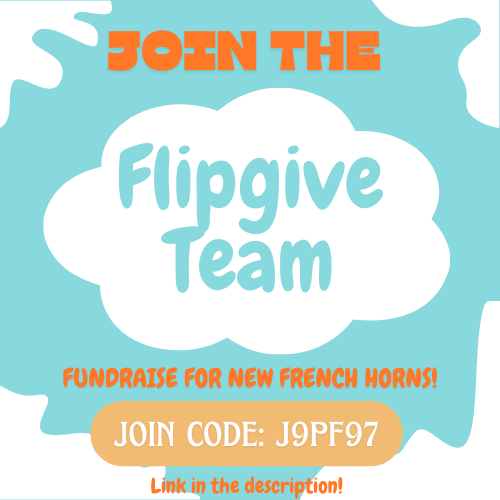 JOIN THE
Flipgive
Team
FUNDRAISE FOR NEW FRENCH HORNS!
JOIN CODE: J9PF97
Link in the description!